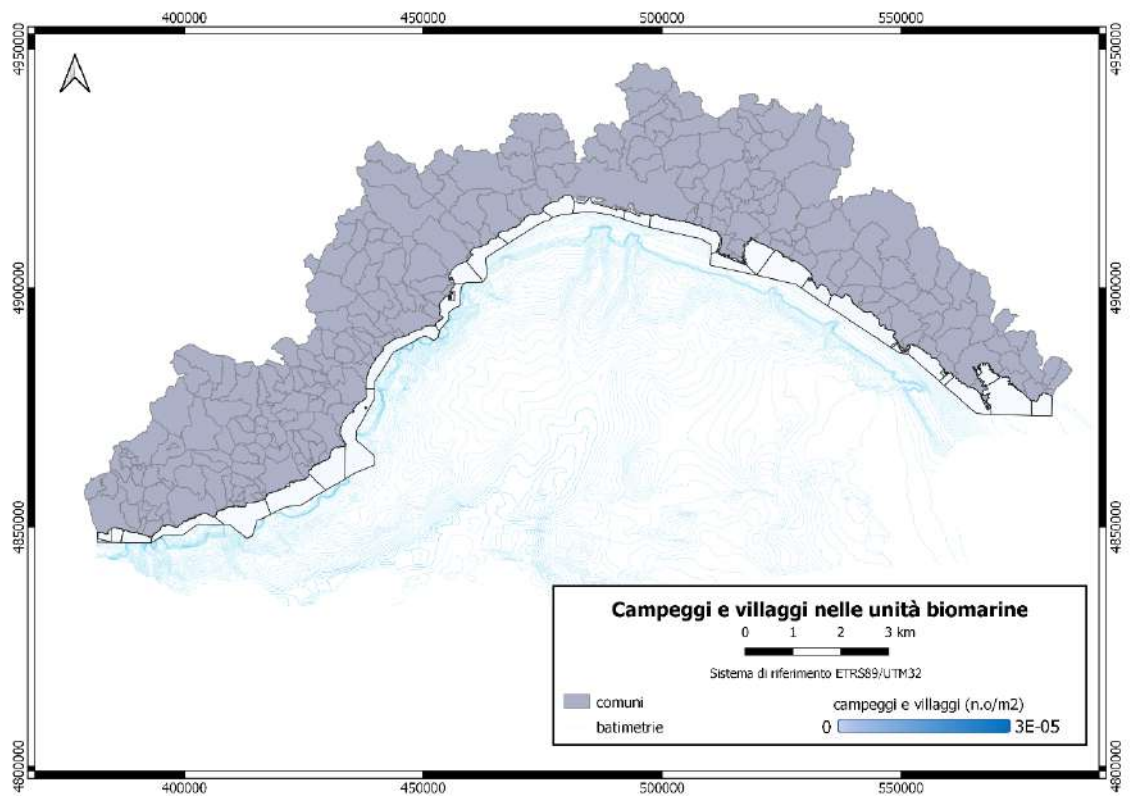 400000 450000 500000 550000
4950000 4950000
4900000 4900000
4850000 4850000
4800000 4800000
Campeggi e villaggi nelle unità biomarine
0 1 2 3 km
Sistema di riferimento ETRS89/UTM32
comuni
batimetrie
campeggi e villaggi (n.o/m2)
0 3E-05
400000 450000 500000 550000